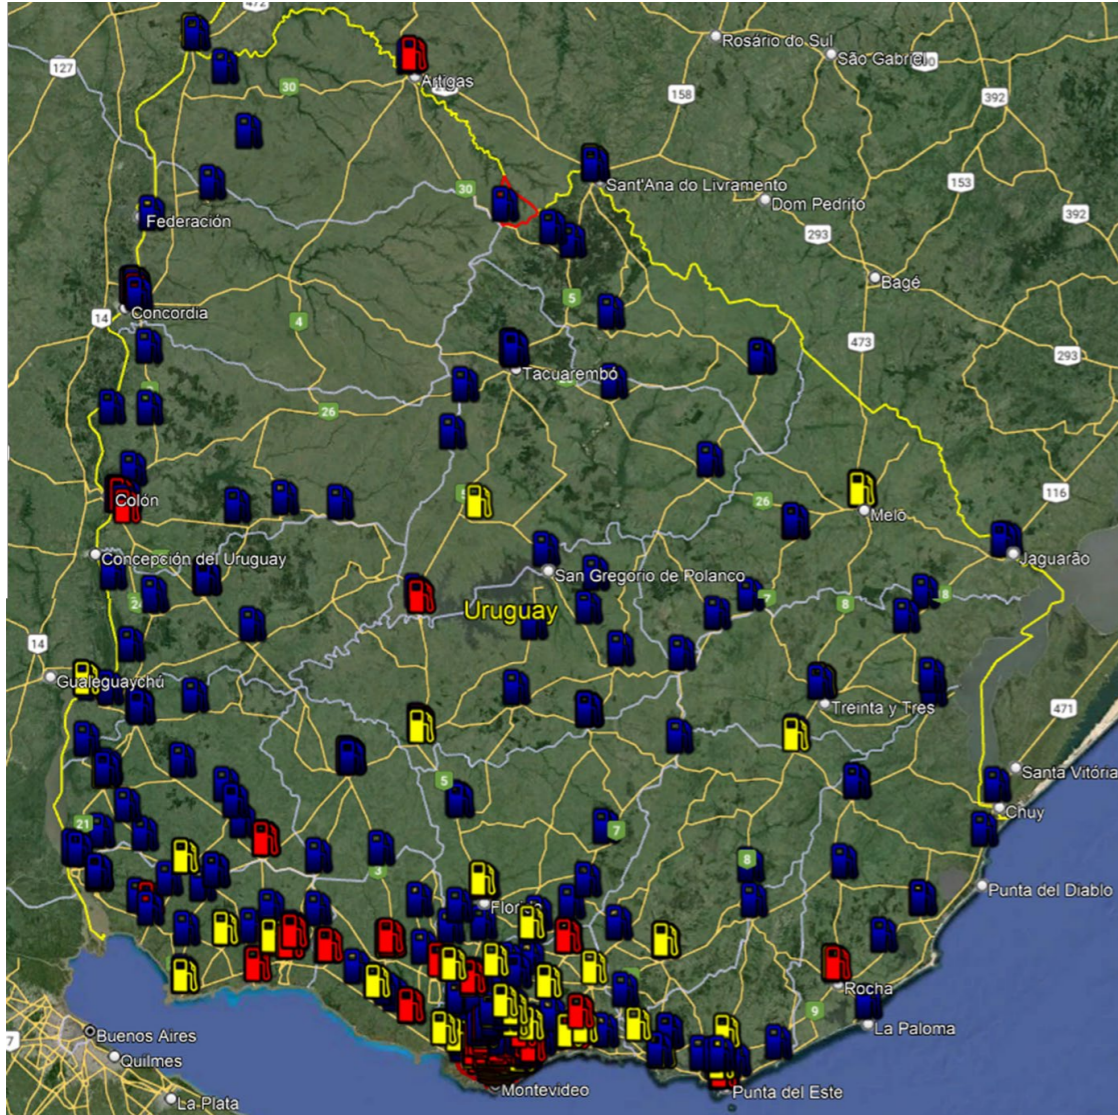 472
Rosário do Sul
127
São Gabriel
Artigas
30
158
392
Sant'Ana do Livramento
30
153
Dom Pedrito
392
Federación
293
Bagé
5
14
Concordia
4
473
293
Tacuarembó
26
26
116
Colón
Melo
Concepción del Uruguay
Jaguarão
San Gregorio de Polanco
7
8
8
Uruguay
14
Gualeguaychú
Treinta y Tres
471
5
Santa Vitória
Chuy
21
7
8
3
Punta del Diablo
Rocha
9
La Paloma
Buenos Aires
7
Quilmes
Montevideo
Punta del Este
La Plata